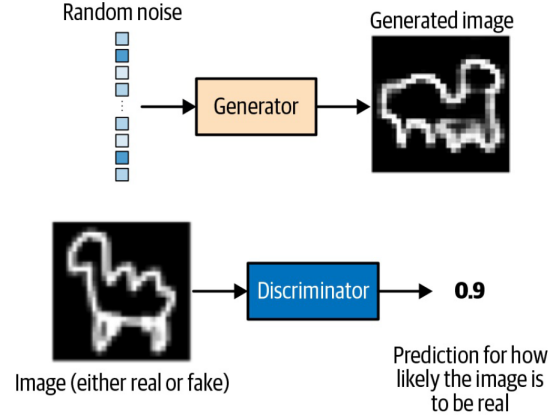 Random noise
Generated image
Generator
Discriminator
0.9
Image (either real or fake)
Prediction for how
likely the image is
to be real